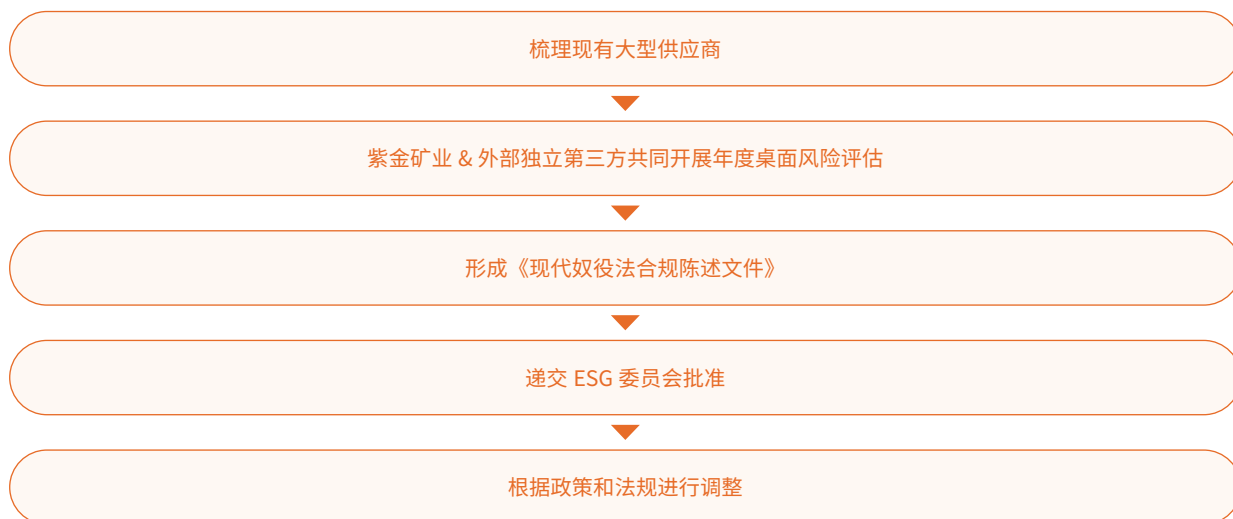 梳理现有大型供应商
紫金矿业 & 外部独立第三方共同开展年度桌面风险评估
形成《现代奴役法合规陈述文件》
递交 ESG 委员会批准
根据政策和法规进行调整